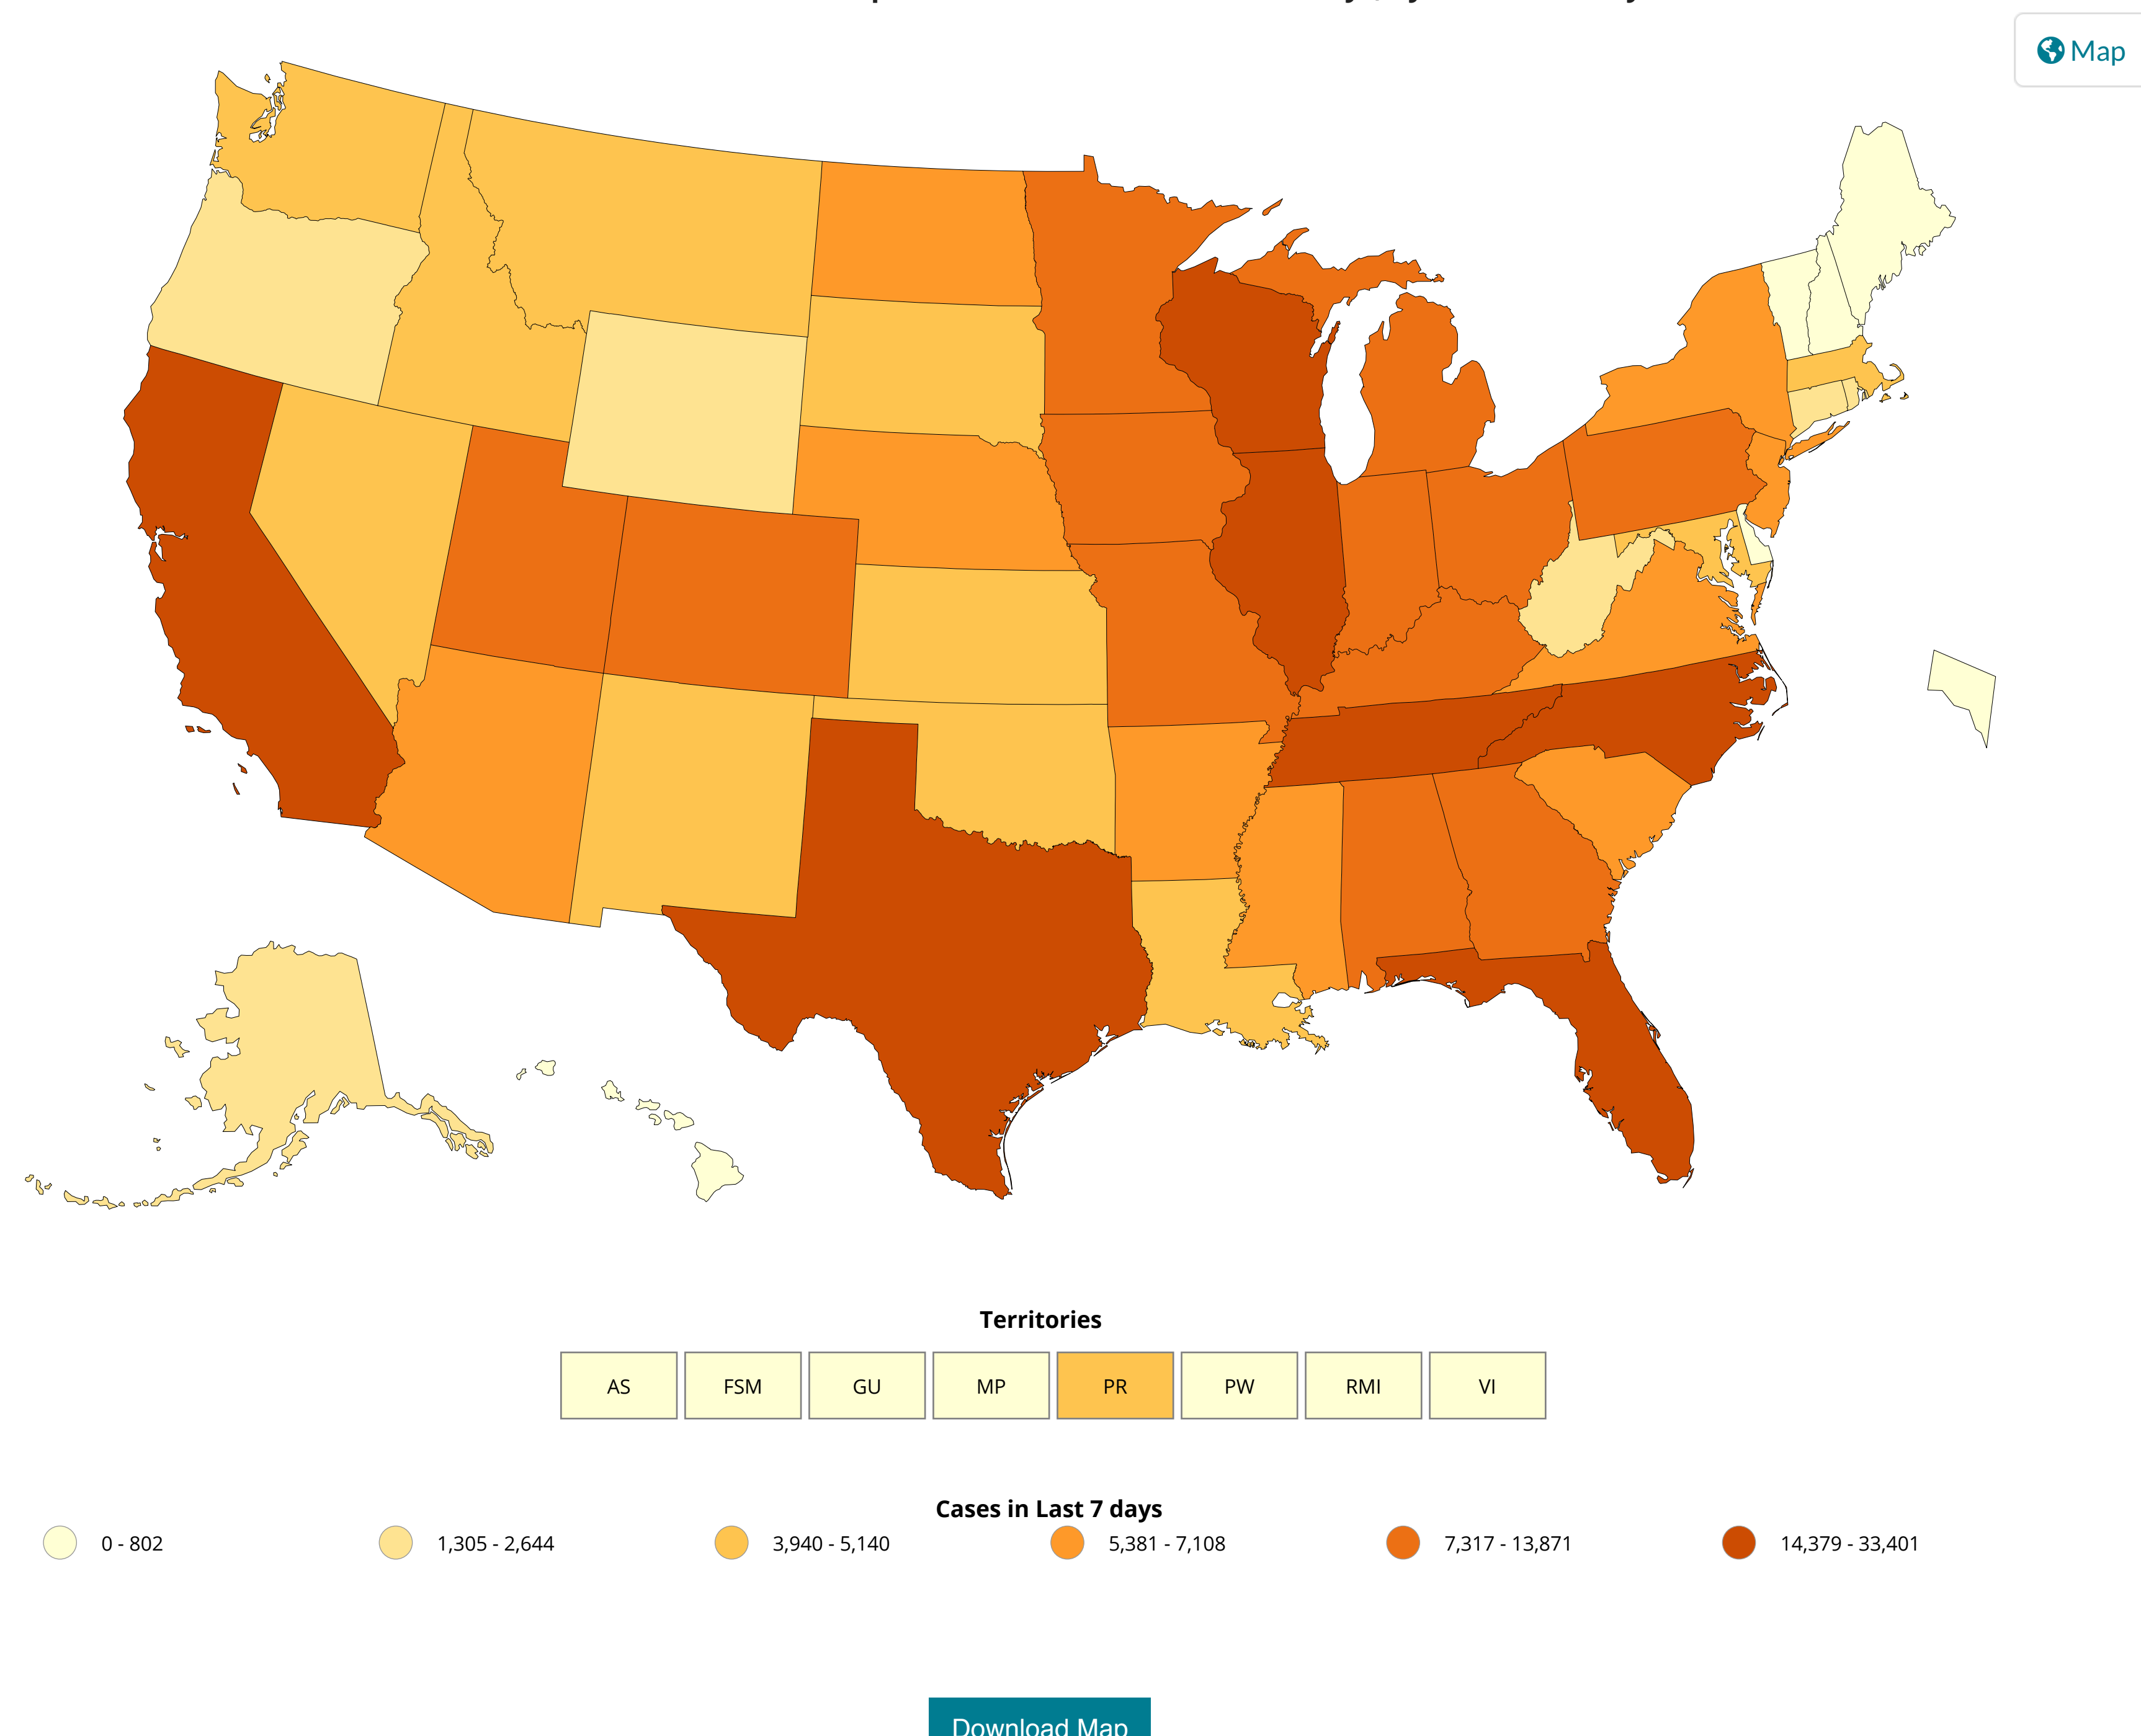 Map
Territories
AS FSM GU MP PR PW RMI VI
Cases in Last 7 days
0 - 802 1,305 - 2,644 3,940 - 5,140 5,381 - 7,108 7,317 - 13,871 14,379 - 33,401
Download Map